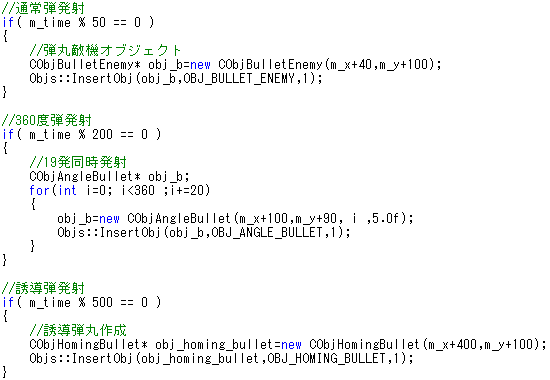 //通常弾発射
if( m_time % 50 == 0 )
{
    //弾丸敵機オブジェクト
    CObjBulletEnemy* obj_b=new CObjBulletEnemy(m_x+40,m_y+100);
    Objs::InsertObj(obj_b,OBJ_BULLET_ENEMY,1);
}

//360度弾発射
if( m_time % 200 == 0 )
{
    //19発同時発射
    CObjAngleBullet* obj_b;
    for(int i=0; i<360 ;i+=20)
    {
        obj_b=new CObjAngleBullet(m_x+100,m_y+90, i ,5.0f);
        Objs::InsertObj(obj_b,OBJ_ANGLE_BULLET,1);
    }
}

//誘導弾発射
if( m_time % 500 == 0 )
{
    //誘導弾丸作成
    CObjHomingBullet* obj_homing_bullet=new CObjHomingBullet(m_x+400,m_y+100);
    Objs::InsertObj(obj_homing_bullet,OBJ_HOMING_BULLET,1);
}